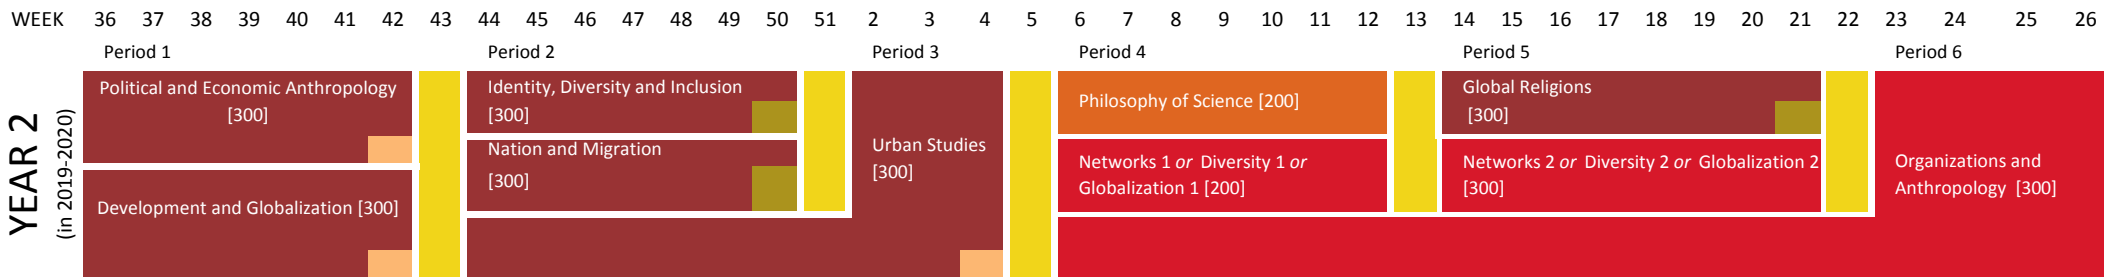 WEEK 36 37 38 39 40 41 42 43 44 45 46 47 48 49 50 51 2 3 4 5 6 7 8 9 10 11 12 13 14 15 16 17 18 19 20 21 22 23 24 25 26
Period 1 Period 2 Period 3 Period 4 Period 5 Period 6
YEAR 2
(in 2019-2020)
Political and Economic Anthropology
[300]
Development and Globalization [300]
Identity, Diversity and Inclusion
[300]
Nation and Migration
[300]
Urban Studies
[300]
Philosophy of Science [200]
Networks 1 or Diversity 1 or
Globalization 1 [200]
Global Religions
[300]
Networks 2 or Diversity 2 or Globalization 2
[300]
Organizations and
Anthropology [300]